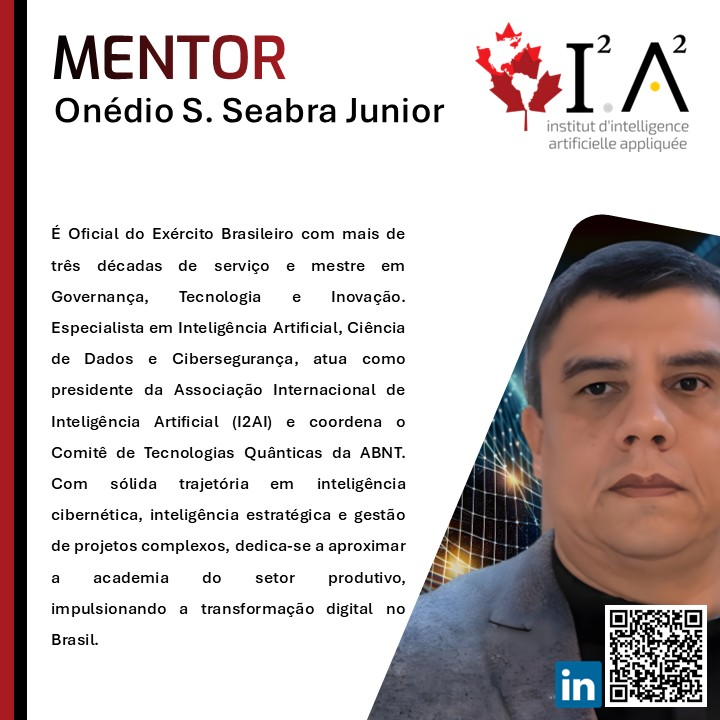 MENTOR
Onédio S. Seabra Junior
I² A²
institut d'intelligence
artificielle appliquée
É Oficial do Exército Brasileiro com mais de
três décadas de serviço e mestre em
Governança, Tecnologia e Inovação.
Especialista em Inteligência Artificial, Ciência
de Dados e Cibersegurança, atua como
presidente da Associação Internacional de
Inteligência Artificial (I2AI) e coordena o
Comitê de Tecnologias Quânticas da ABNT.
Com sólida trajetória em inteligência
cibernética, inteligência estratégica e gestão
de projetos complexos, dedica-se a aproximar
a academia do setor produtivo,
impulsionando a transformação digital no
Brasil.
in